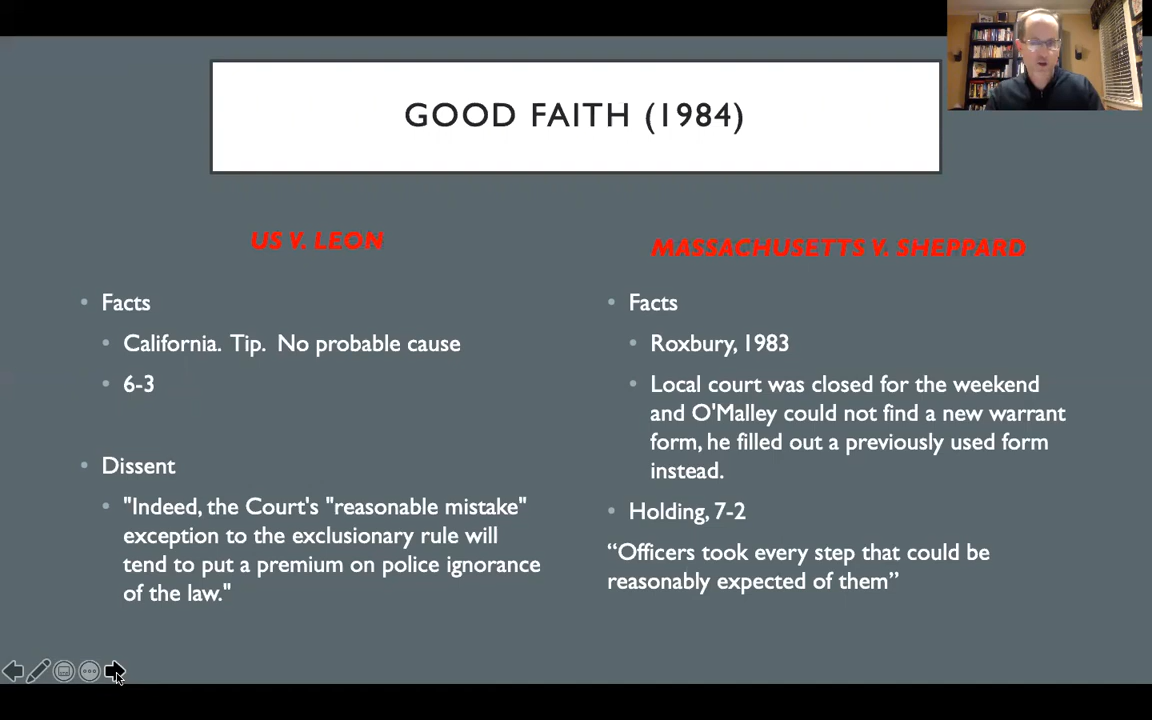 GOOD FAITH (1984)
US V. LEON
Facts
California. Tip. No probable cause
6-3
Dissent
"Indeed, the Court's "reasonable mistake"
exception to the exclusionary rule will
tend to put a premium on police ignorance
of the law."
MASSACHUSETTS V. SHEPPARD
Facts
Roxbury, 1983
Local court was closed for the weekend
and O'Malley could not find a new warrant
form, he filled out a previously used form
instead.
Holding, 7-2
“Officers took every step that could be
reasonably expected of them”